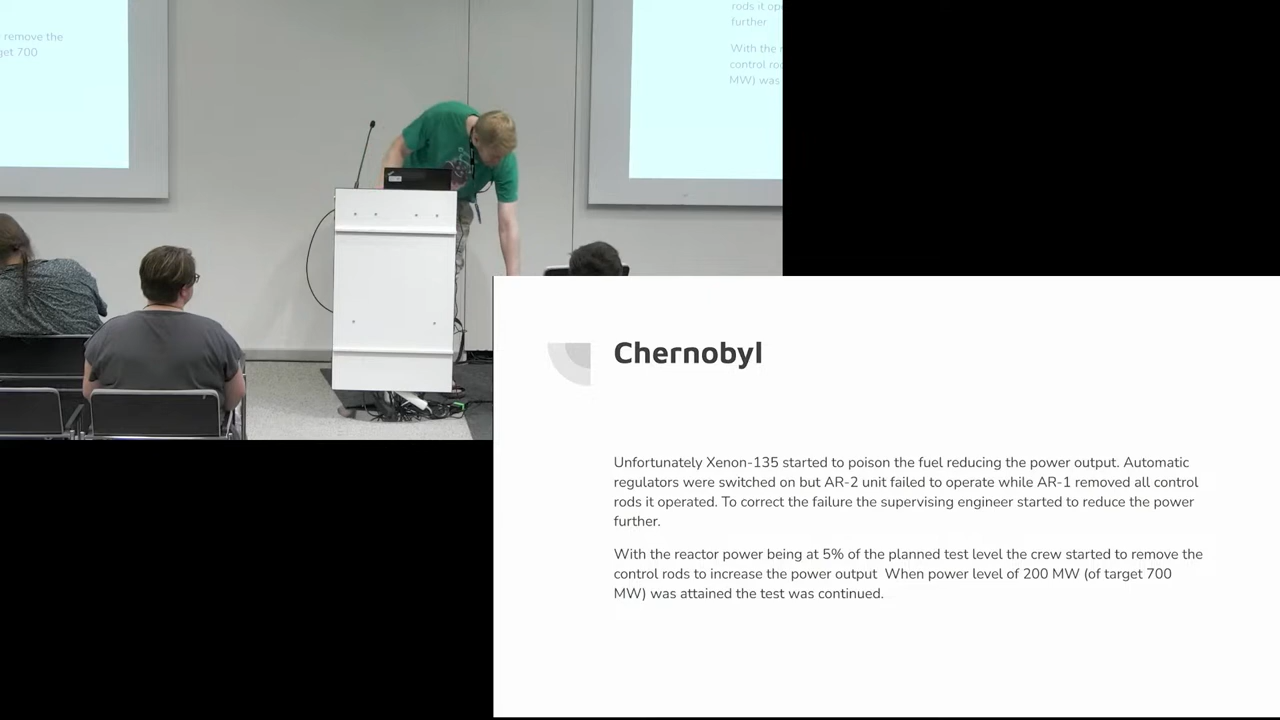 remove the
get 700
rods it ope
further
With the
control ro
MW) was
Chernobyl
Unfortunately Xenon-135 started to poison the fuel reducing the power output. Automatic
regulators were switched on but AR-2 unit failed to operate while AR-1 removed all control
rods it operated. To correct the failure the supervising engineer started to reduce the power
further.
With the reactor power being at 5% of the planned test level the crew started to remove the
control rods to increase the power output When power level of 200 MW (of target 700
MW) was attained the test was continued.